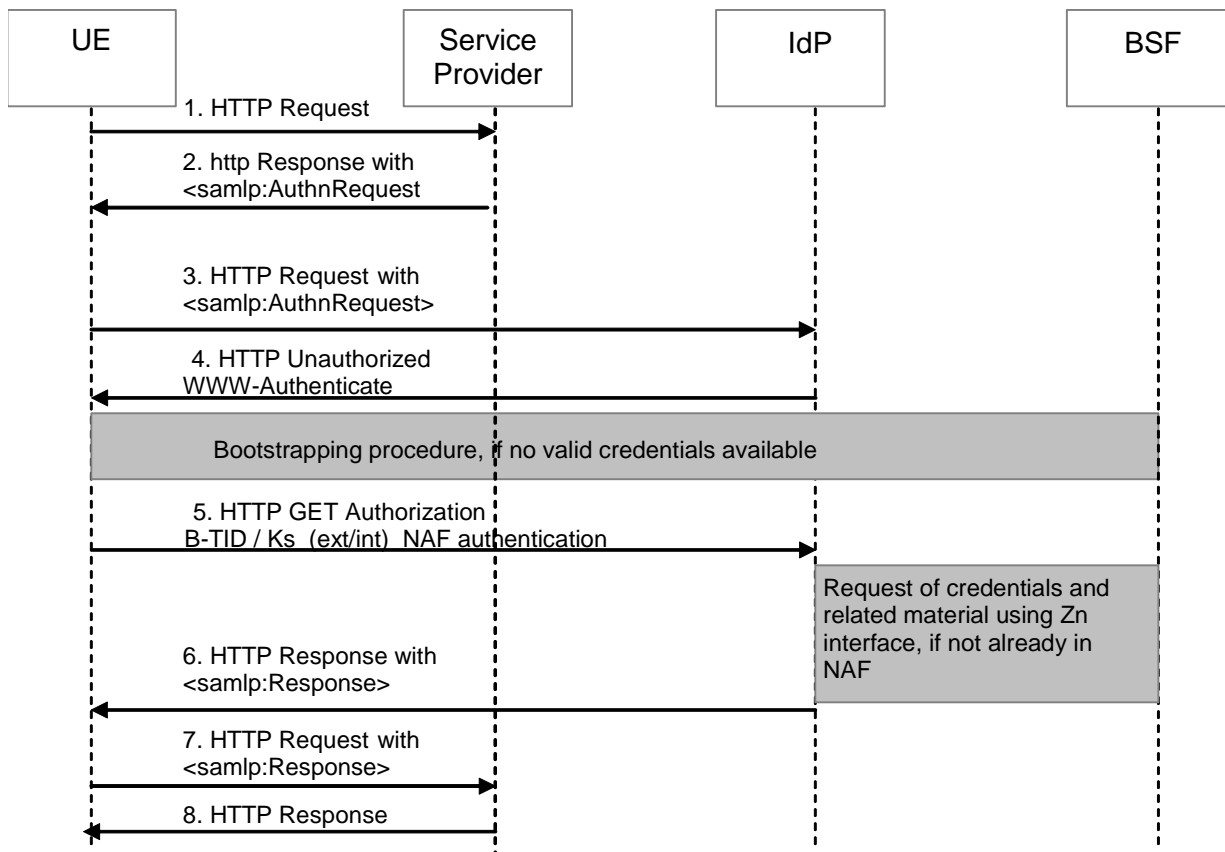 UE
Service
Provider
IdP
BSF
1. HTTP Request
2. http Response with
<samlp:AuthnRequest
3. HTTP Request with
<samlp:AuthnRequest>
4. HTTP Unauthorized
WWW-Authenticate
Bootstrapping procedure, if no valid credentials available
5. HTTP GET Authorization
B-TID / Ks_(ext/int)_NAF authentication
Request of credentials and
related material using Zn
interface, if not already in
NAF
6. HTTP Response with
<samlp:Response>
7. HTTP Request with
<samlp:Response>
8. HTTP Response